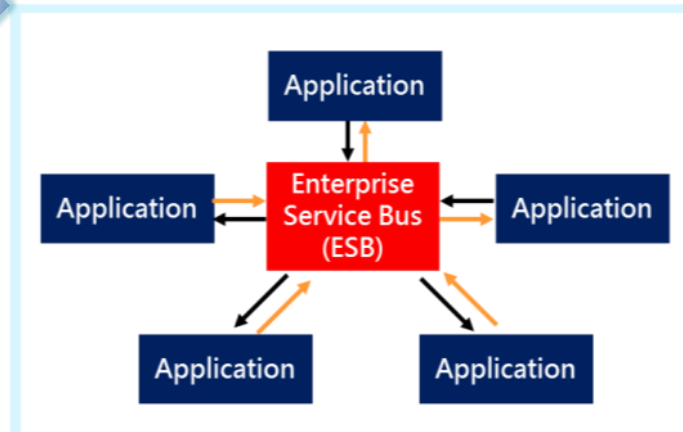 Application
Application
Enterprise
Service Bus
(ESB)
Application
Application
Application